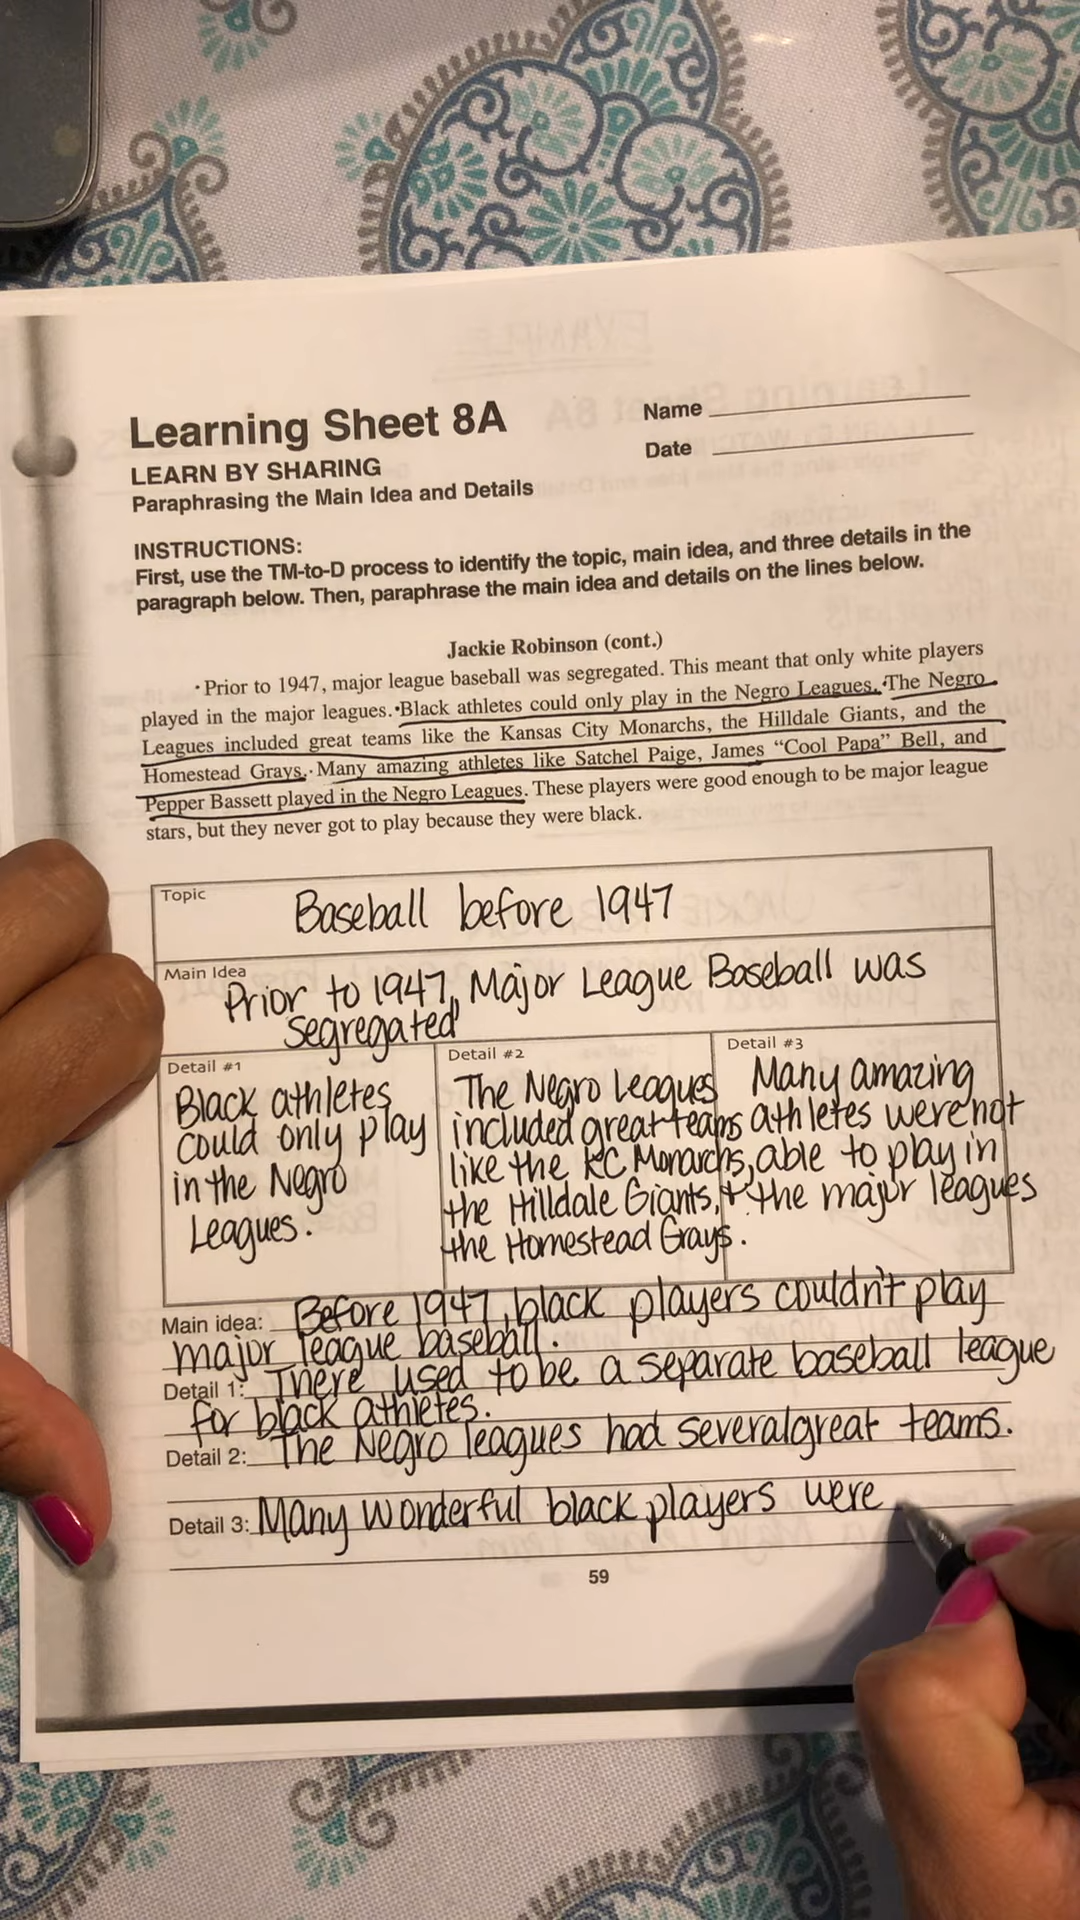 Learning Sheet 8A
Name
Date
LEARN BY SHARING
Paraphrasing the Main Idea and Details
INSTRUCTIONS:
First, use the TM-to-D process to identify the topic, main idea, and three details in the
paragraph below. Then, paraphrase the main idea and details on the lines below.
Jackie Robinson (cont.)
Prior to 1947, major league baseball was segregated. This meant that only white players
played in the major leagues. Black athletes could only play in the Negro Leagues. The Negro
Leagues included great teams like the Kansas City Monarchs, the Hilldale Giants, and the
Homestead Grays. Many amazing athletes like Satchel Paige, James “Cool Papa” Bell, and
Pepper Bassett played in the Negro Leagues. These players were good enough to be major league
stars, but they never got to play because they were black.
Topic
Baseball before 1947
Main Idea
Prior to 1947, Major League Baseball was
segregated
Detail #1
Black athletes
could only play
in the Negro
Leagues.
Detail #2
The Negro Leagues
included great teams
like the KC Monarchs,
the Hilldale Giants, +
the Homestead Grays.
Detail #3
Many amazing
athletes were not
able to play in
the major leagues
Main idea: Before 1947, black players couldn't play
major league baseball.
Detail 1: There used to be a separate baseball league
for black athletes.
Detail 2: The Negro leagues had several great teams.
Detail 3: Many wonderful black players were
59